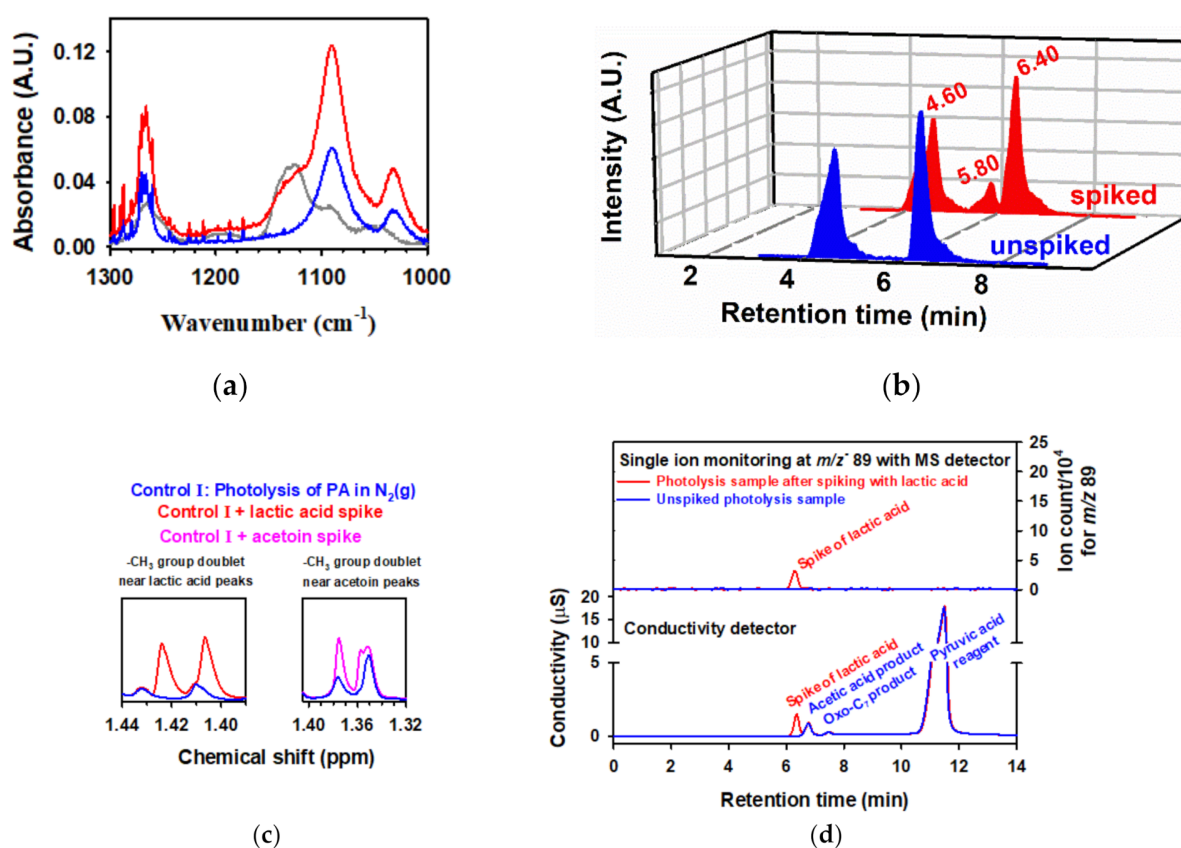 (a)
Absorbance (A.U.)
0.12
0.08
0.04
0.00
1300 1200 1100 1000
Wavenumber (cm⁻¹)
(b)
Intensity (A.U.)
4.60
5.80
6.40
spiked
unspiked
2 4 6 8
Retention time (min)
(c)
Control I: Photolysis of PA in N₂(g)
Control I + lactic acid spike
Control I + acetoin spike
-CH₃ group doublet
near lactic acid peaks
-CH₃ group doublet
near acetoin peaks
1.44 1.42 1.40
1.40 1.36 1.32
Chemical shift (ppm)
(d)
Single ion monitoring at m/z⁻ 89 with MS detector
Photolysis sample after spiking with lactic acid
Unspiked photolysis sample
Spike of lactic acid
25
20
15
10
5
0
Ion count/10⁴
for m/z 89
20
15
10
5
0
Conductivity (µS)
Conductivity detector
Spike of lactic acid
Acetic acid product
Oxo-C₇ product
Pyruvic acid
reagent
0 2 4 6 8 10 12 14
Retention time (min)